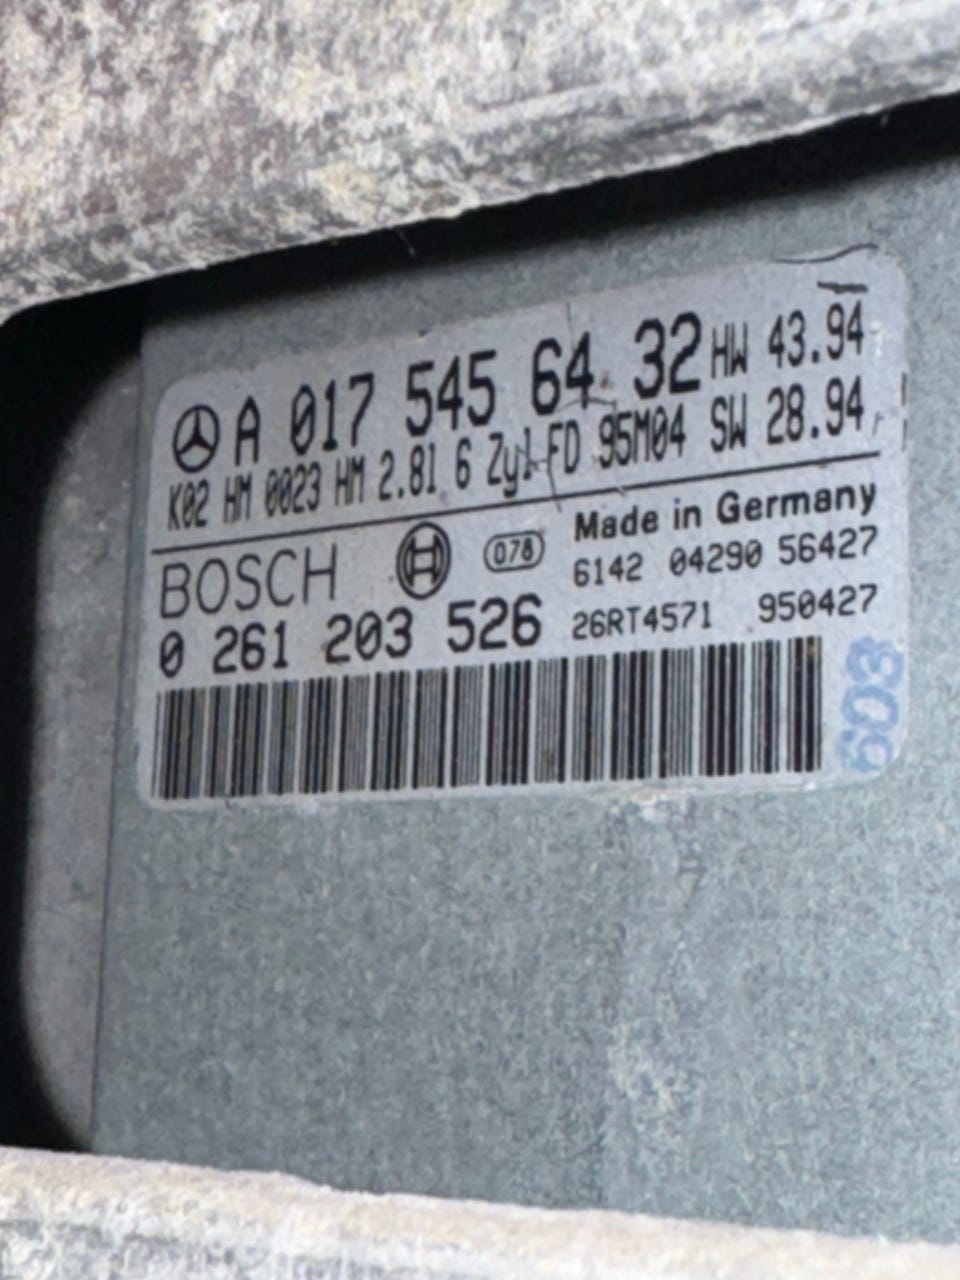 A 017 545 64 32 HW 43.94
K02 HM 0023 HM 2.8l 6 Zyl FD 95M04 SW 28.94
BOSCH 078 Made in Germany
6142 04290 56427
0 261 203 526 26RT4571 950427
603